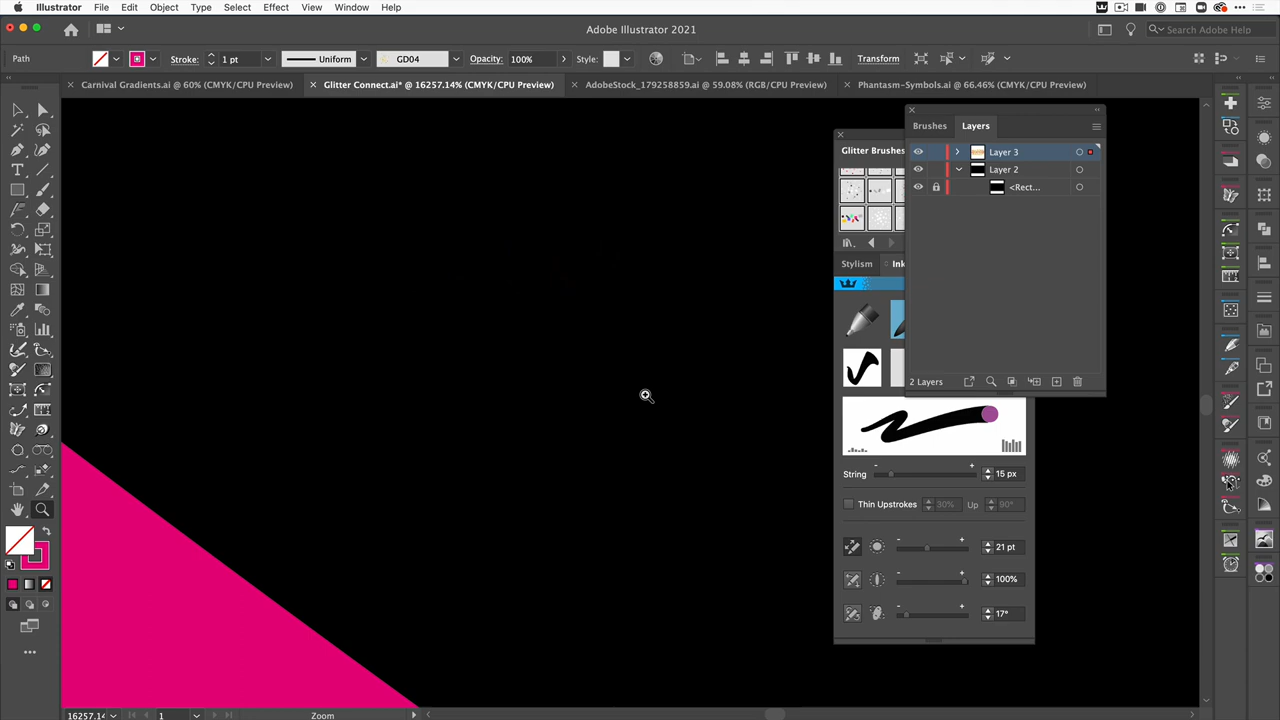 Illustrator File Edit Object Type Select Effect View Window Help
Adobe Illustrator 2021
Search Adobe Help
Path Stroke: 1 pt Uniform GD04 Opacity: 100% Style: Transform
Carnival Gradients.ai @ 60% (CMYK/CPU Preview) Glitter Connect.ai* @ 16257.14% (CMYK/CPU Preview) AdobeStock_179258859.ai @ 59.08% (RGB/CPU Preview) Phantasm-Symbols.ai @ 66.46% (CMYK/CPU Preview)
Brushes Layers
Glitter Brushes
Layer 3
Layer 2
<Rect...
Stylism Ink
2 Layers
String 15 px
Thin Upstrokes 30% Up 90°
21 pt
100%
17°
16257.14 1 Zoom